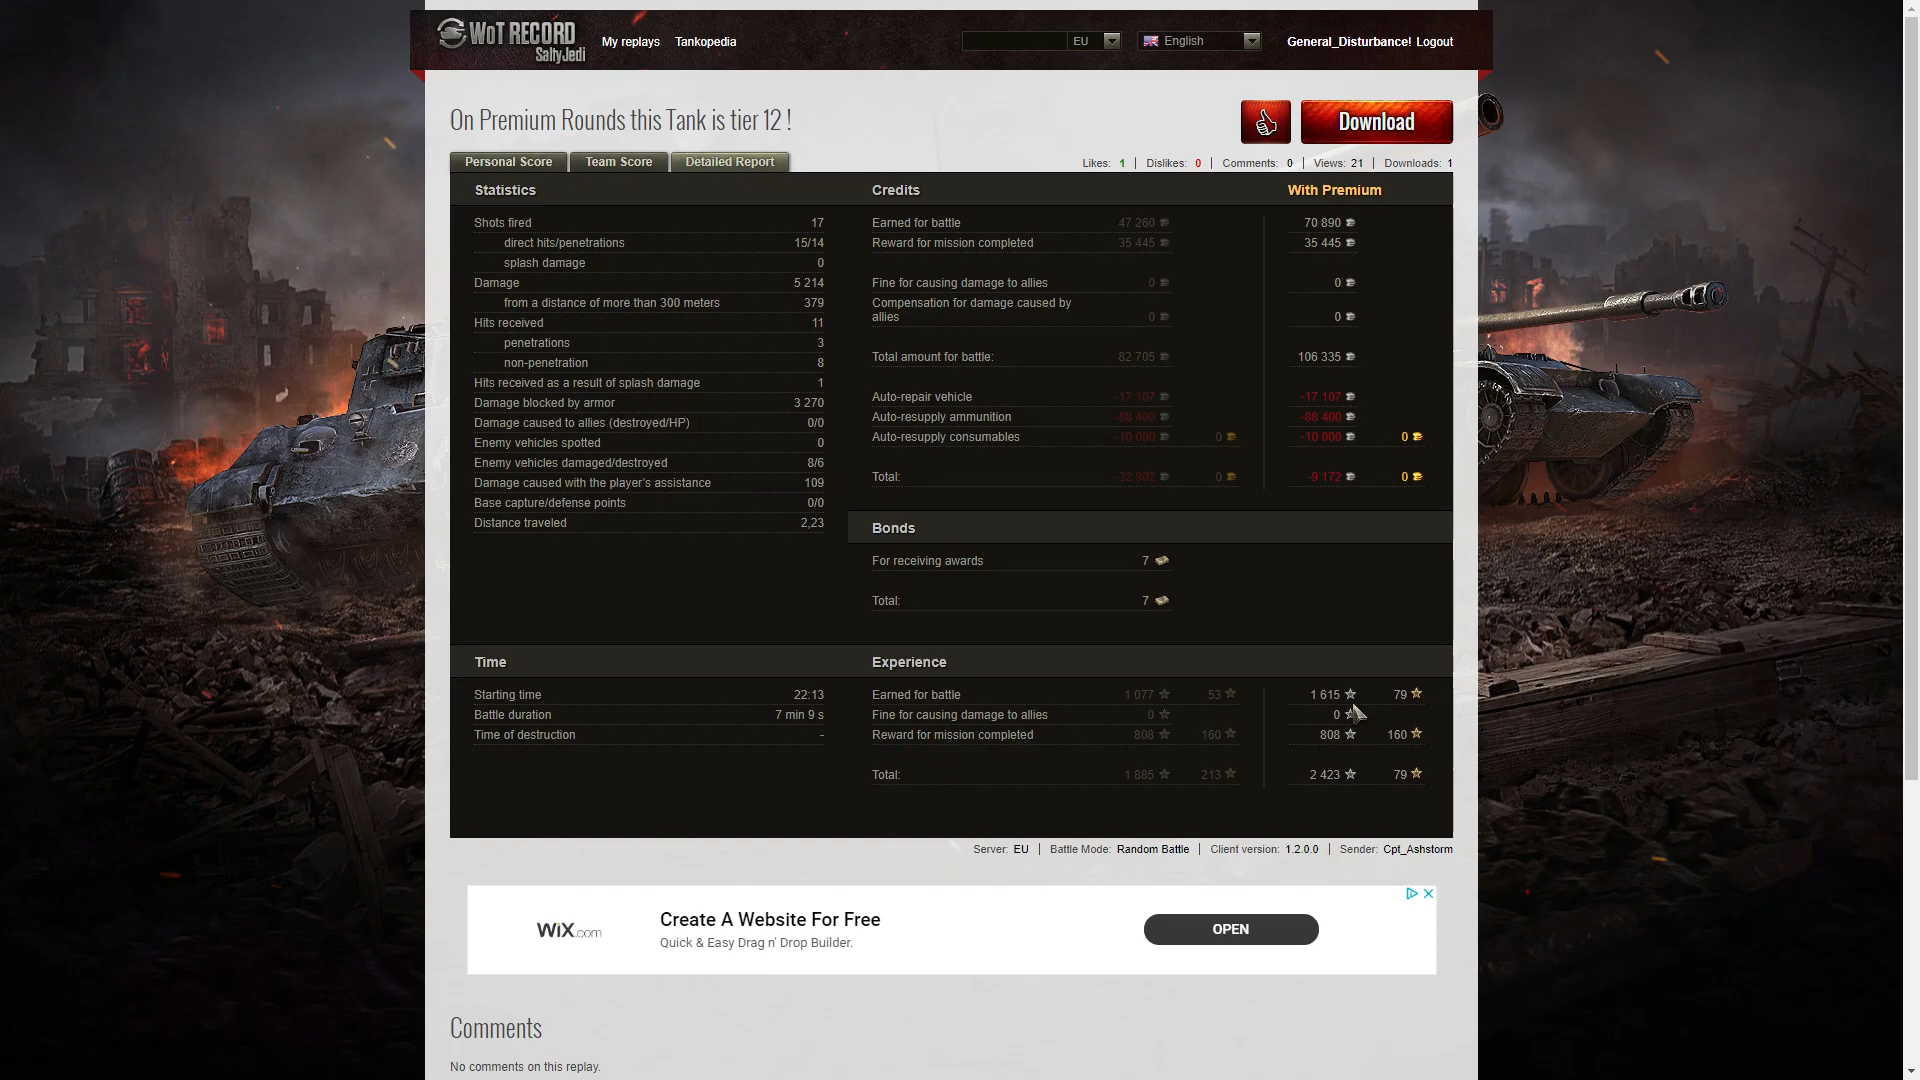 WoT RECORD
SaltyJedi
My replays Tankopedia
EU
English
General_Disturbance! Logout
On Premium Rounds this Tank is tier 12 !
Download
Personal Score Team Score Detailed Report
Likes: 1 | Dislikes: 0 | Comments: 0 | Views: 21 | Downloads: 1
Statistics
Shots fired 17
direct hits/penetrations 15/14
splash damage 0
Damage 5 214
from a distance of more than 300 meters 379
Hits received 11
penetrations 3
non-penetration 8
Hits received as a result of splash damage 1
Damage blocked by armor 3 270
Damage caused to allies (destroyed/HP) 0/0
Enemy vehicles spotted 0
Enemy vehicles damaged/destroyed 8/6
Damage caused with the player's assistance 109
Base capture/defense points 0/0
Distance traveled 2,23
Credits With Premium
Earned for battle 47 260 70 890
Reward for mission completed 35 445 35 445
Fine for causing damage to allies 0 0
Compensation for damage caused by
allies 0 0
Total amount for battle: 82 705 106 335
Auto-repair vehicle -17 107 -17 107
Auto-resupply ammunition -88 400 -88 400
Auto-resupply consumables -10 000 0 -10 000 0
Total: -32 802 0 -9 172 0
Bonds
For receiving awards 7
Total: 7
Time
Starting time 22:13
Battle duration 7 min 9 s
Time of destruction -
Experience
Earned for battle 1 077 53 1 615 79
Fine for causing damage to allies 0 0
Reward for mission completed 808 160 808 160
Total: 1 885 213 2 423 79
Server: EU | Battle Mode: Random Battle | Client version: 1.2.0.0 | Sender: Cpt_Ashstorm
WiX.com
Create A Website For Free
Quick & Easy Drag n' Drop Builder.
OPEN
Comments
No comments on this replay.